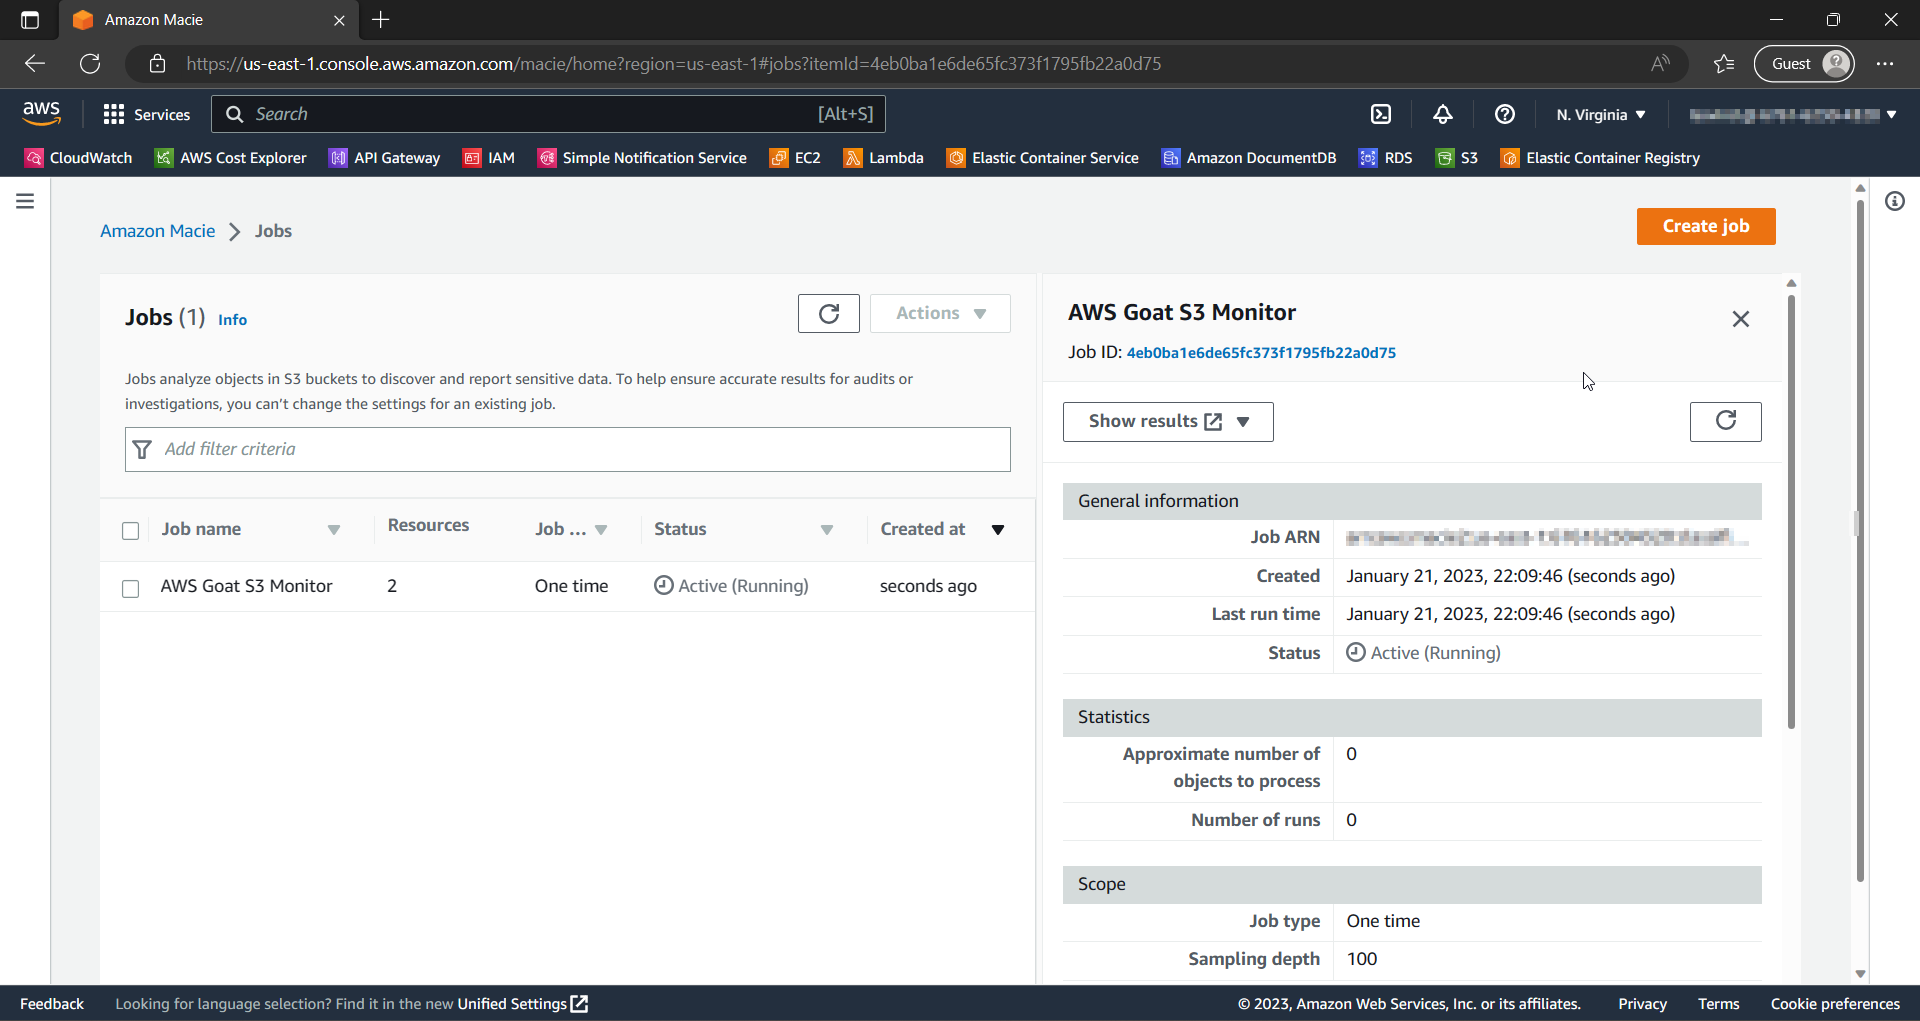 Amazon Macie
https://us-east-1.console.aws.amazon.com/macie/home?region=us-east-1#jobs?itemId=4eb0ba1e6de65fc373f1795fb22a0d75
A
Guest
aws
Services
Search
[Alt+S]
N. Virginia
CloudWatch
AWS Cost Explorer
API Gateway
IAM
Simple Notification Service
EC2
Lambda
Elastic Container Service
Amazon DocumentDB
RDS
S3
Elastic Container Registry
Amazon Macie > Jobs
Create job
Jobs (1) Info
Actions
Jobs analyze objects in S3 buckets to discover and report sensitive data. To help ensure accurate results for audits or
investigations, you can't change the settings for an existing job.
Add filter criteria
Job name
Resources
Job ...
Status
Created at
AWS Goat S3 Monitor
2
One time
Active (Running)
seconds ago
AWS Goat S3 Monitor
Job ID: 4eb0ba1e6de65fc373f1795fb22a0d75
Show results
General information
Job ARN
Created January 21, 2023, 22:09:46 (seconds ago)
Last run time January 21, 2023, 22:09:46 (seconds ago)
Status Active (Running)
Statistics
Approximate number of
objects to process 0
Number of runs 0
Scope
Job type One time
Sampling depth 100
Feedback
Looking for language selection? Find it in the new Unified Settings
© 2023, Amazon Web Services, Inc. or its affiliates.
Privacy
Terms
Cookie preferences